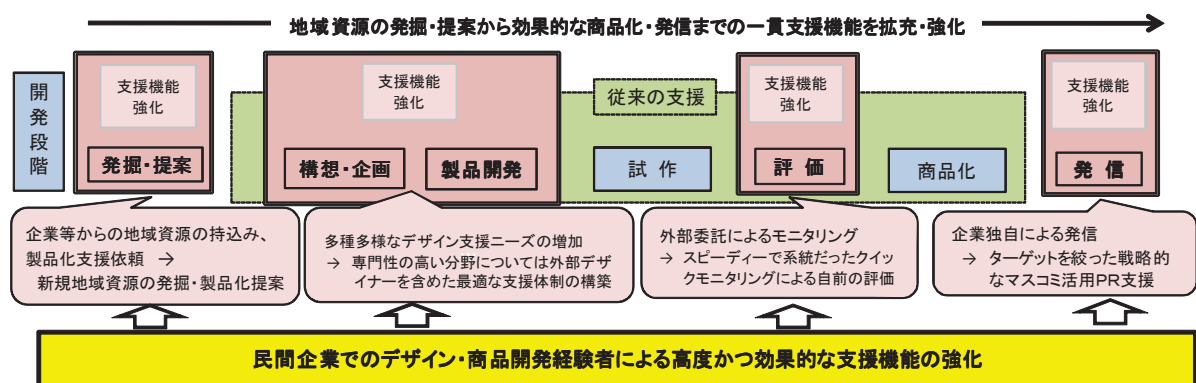 地域資源の発掘・提案から効果的な商品化・発信までの一貫支援機能を拡充・強化
開発段階
支援機能
強化
発掘・提案
支援機能
強化
構想・企画
製品開発
従来の支援
試 作
支援機能
強化
評 価
商品化
支援機能
強化
発 信
企業等からの地域資源の持込み、
製品化支援依頼 →
新規地域資源の発掘・製品化提案
多種多様なデザイン支援ニーズの増加
→ 専門性の高い分野については外部デザ
イナーを含めた最適な支援体制の構築
外部委託によるモニタリング
→ スピーディーで系統だったクイッ
クモニタリングによる自前の評価
企業独自による発信
→ ターゲットを絞った戦略的
なマスコミ活用PR支援
民間企業でのデザイン・商品開発経験者による高度かつ効果的な支援機能の強化